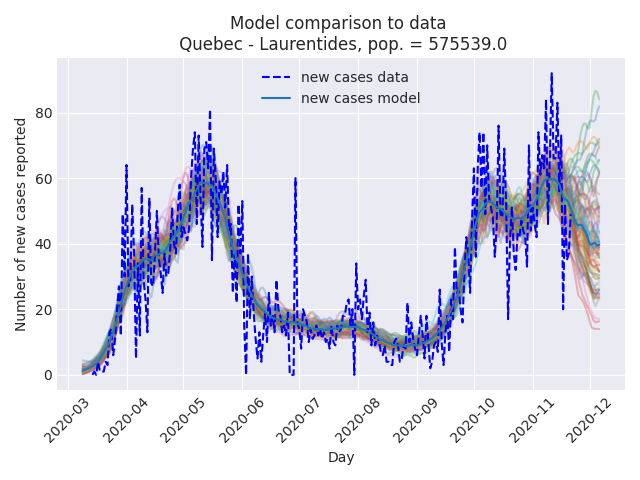 Model comparison to data
Quebec - Laurentides, pop. = 575539.0
new cases data
new cases model
Number of new cases reported
80
60
40
20
0
2020-03
2020-04
2020-05
2020-06
2020-07
2020-08
2020-09
2020-10
2020-11
2020-12
Day